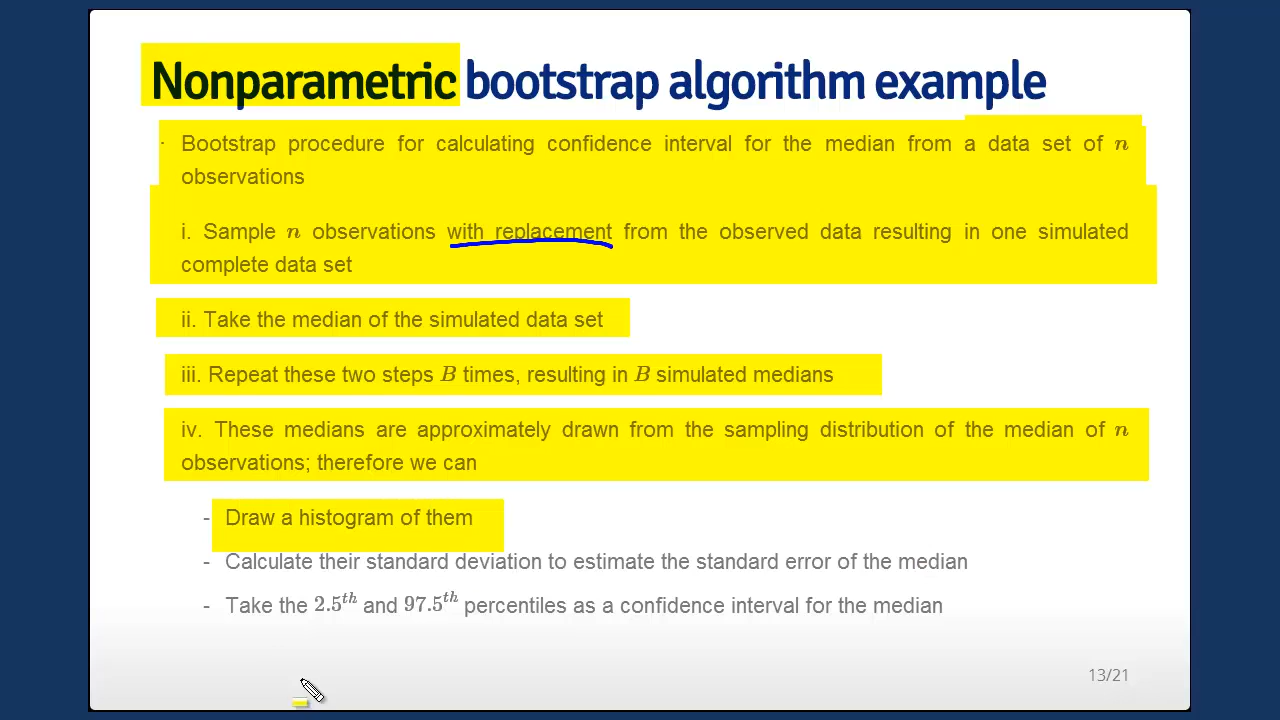 Nonparametric bootstrap algorithm example
· Bootstrap procedure for calculating confidence interval for the median from a data set of n
observations
i. Sample n observations with replacement from the observed data resulting in one simulated
complete data set
ii. Take the median of the simulated data set
iii. Repeat these two steps B times, resulting in B simulated medians
iv. These medians are approximately drawn from the sampling distribution of the median of n
observations; therefore we can
- Draw a histogram of them
- Calculate their standard deviation to estimate the standard error of the median
- Take the 2.5th and 97.5th percentiles as a confidence interval for the median
13/21